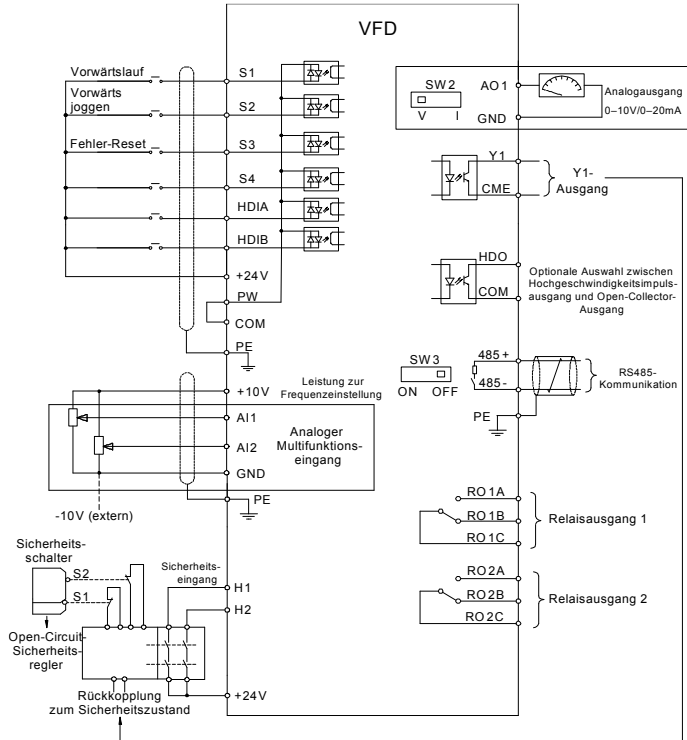 VFD
Vorwärtslauf
S1
Vorwärts
joggen
S2
Fehler-Reset
S3
S4
HDIA
HDIB
+24V
PW
COM
PE
SW2
V I
AO1
GND
Analogausgang
0–10V/0–20mA
Y1
CME
Y1-
Ausgang
HDO
COM
Optionale Auswahl zwischen
Hochgeschwindigkeitsimpuls-
ausgang und Open-Collector-
Ausgang
SW3
ON OFF
485+
485-
PE
RS485-
Kommunikation
+10V
Leistung zur
Frequenzeinstellung
AI1
AI2
GND
Analoger
Multifunktions-
eingang
PE
-10V (extern)
RO1A
RO1B
RO1C
Relaisausgang 1
RO2A
RO2B
RO2C
Relaisausgang 2
Sicherheits-
schalter
S2
S1
Open-Circuit-
Sicherheits-
regler
Sicherheits-
eingang
H1
H2
+24V
Rückkopplung
zum Sicherheitszustand